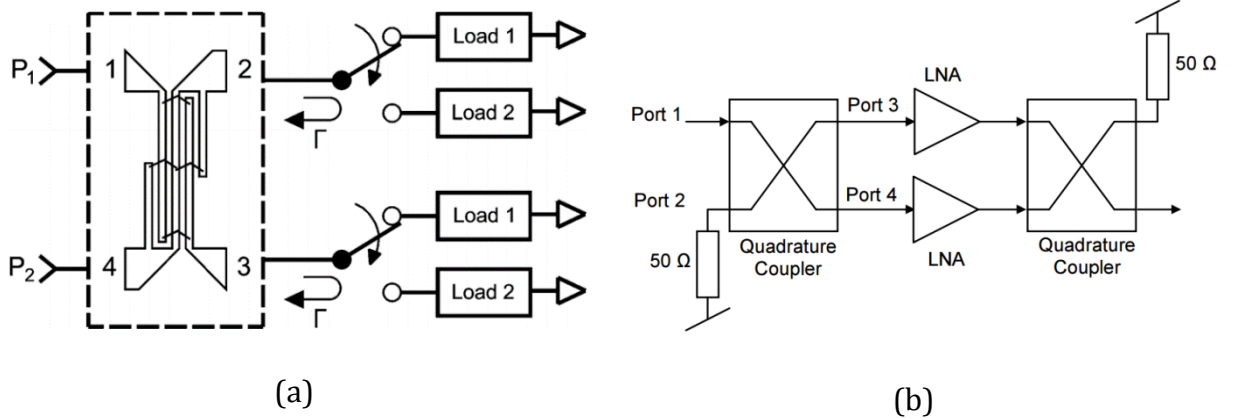 P1
1
2
Load 1
Load 2
Γ
P2
4
3
Load 1
Load 2
Γ
(a)
50 Ω
LNA
Port 1
Port 3
Port 2
Port 4
50 Ω
Quadrature
Coupler
LNA
Quadrature
Coupler
(b)